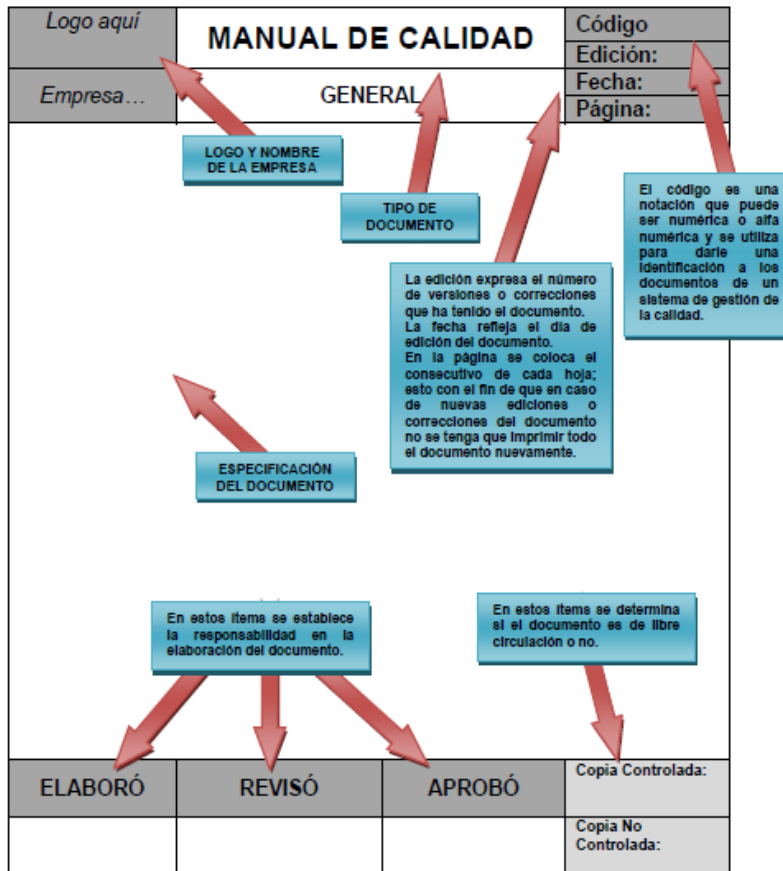 Logo aquí
MANUAL DE CALIDAD
Código
Edición:
Empresa…
GENERAL
Fecha:
Página:
LOGO Y NOMBRE
DE LA EMPRESA
TIPO DE
DOCUMENTO
El código es una
notación que puede
ser numérica o alfa
numérica y se utiliza
para darle una
identificación a los
documentos de un
sistema de gestión de
la calidad.
La edición expresa el número
de versiones o correcciones
que ha tenido el documento.
La fecha refleja el día de
edición del documento.
En la página se coloca el
consecutivo de cada hoja;
esto con el fin de que en caso
de nuevas ediciones o
correcciones del documento
no se tenga que imprimir todo
el documento nuevamente.
ESPECIFICACIÓN
DEL DOCUMENTO
En estos ítems se establece
la responsabilidad en la
elaboración del documento.
En estos ítems se determina
si el documento es de libre
circulación o no.
ELABORÓ
REVISÓ
APROBÓ
Copia Controlada:
Copia No
Controlada: